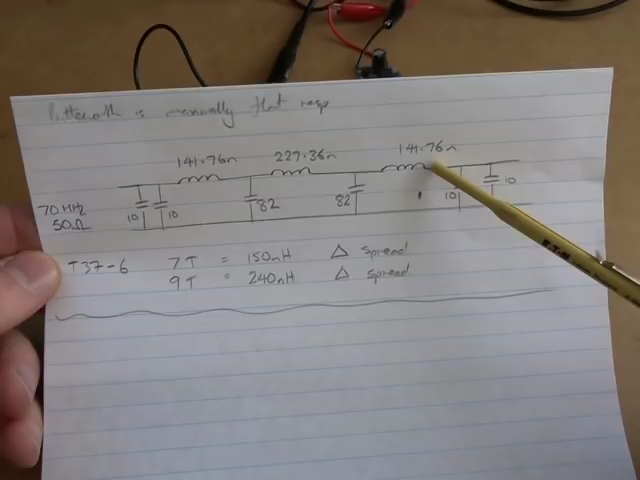 Butterworth is maximally flat resp
141.76n 227.36n 141.76n
70 MHz
50Ω
10 10 82 82 10 10
T37-6 7T = 150nH △ Spread
9T = 240nH △ Spread